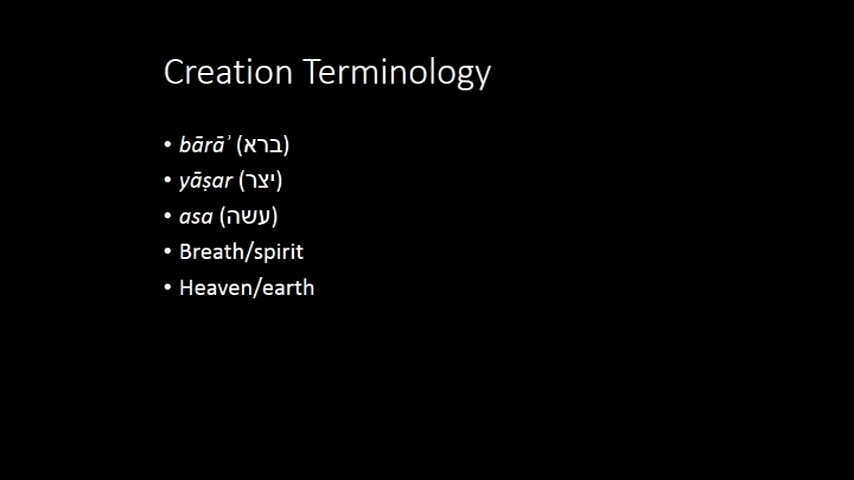 Creation Terminology
• bārāʾ (ברא)
• yāṣar (יצר)
• asa (עשה)
• Breath/spirit
• Heaven/earth